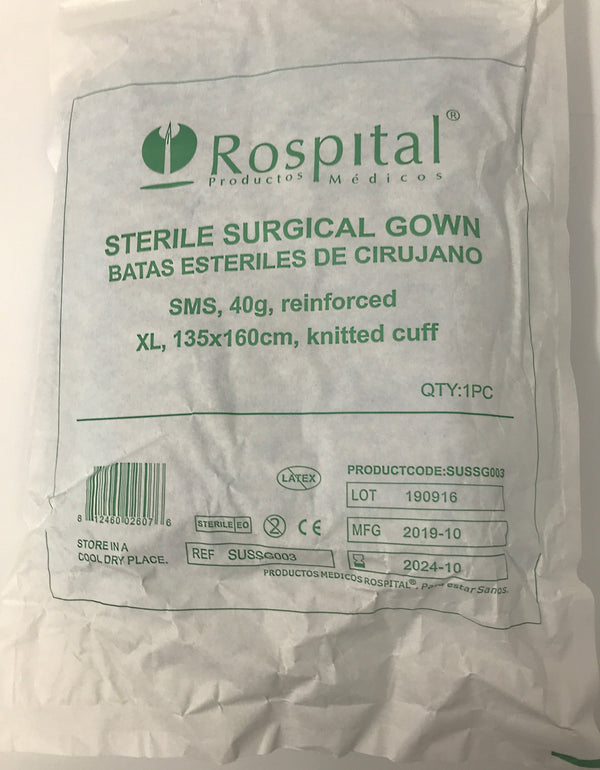 Rospital®
Productos Médicos
STERILE SURGICAL GOWN
BATAS ESTERILES DE CIRUJANO
SMS, 40g, reinforced
XL, 135x160cm, knitted cuff
QTY:1PC
LATEX
PRODUCTCODE:SUSSG003
LOT 190916
8 12460 02607 6
STERILE EO
2
CE
MFG 2019-10
STORE IN A
COOL DRY PLACE.
REF SUSSG003
2024-10
PRODUCTOS MEDICOS ROSPITAL®, Para estar Sanos.